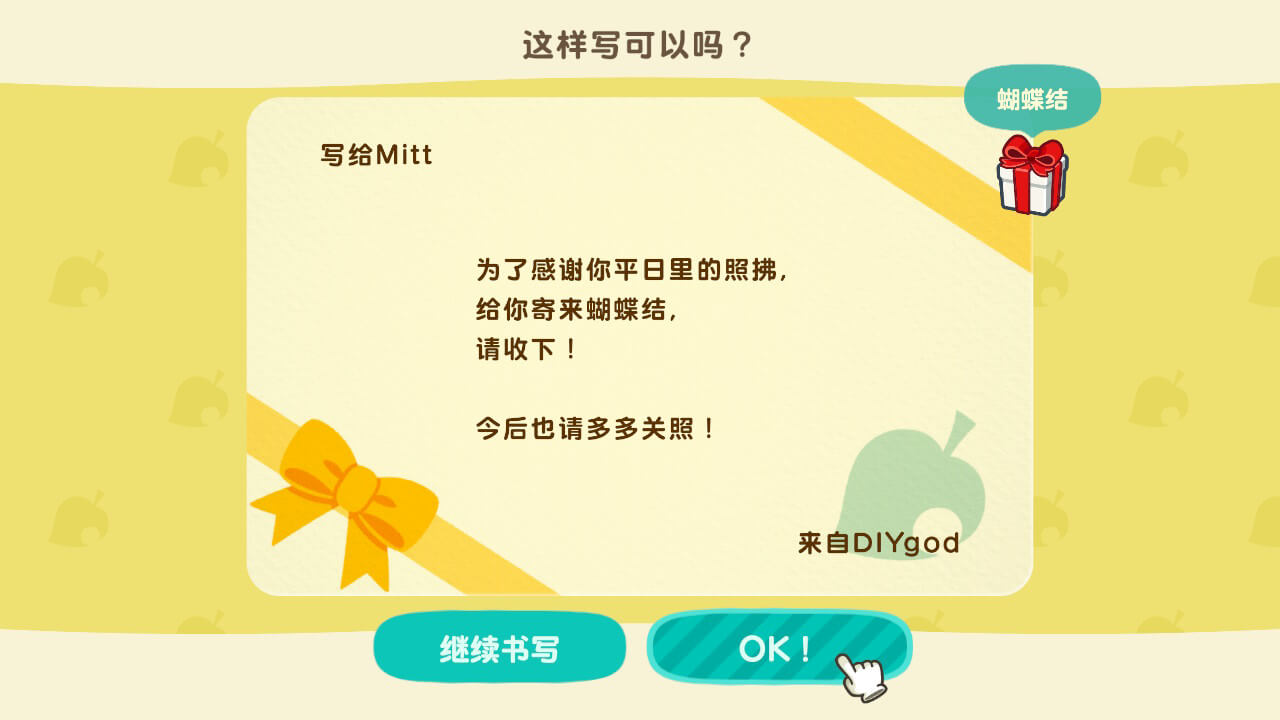 这样写可以吗？
蝴蝶结
写给Mitt
为了感谢你平日里的照拂,
给你寄来蝴蝶结,
请收下！
今后也请多多关照！
来自DIYgod
继续书写
OK！